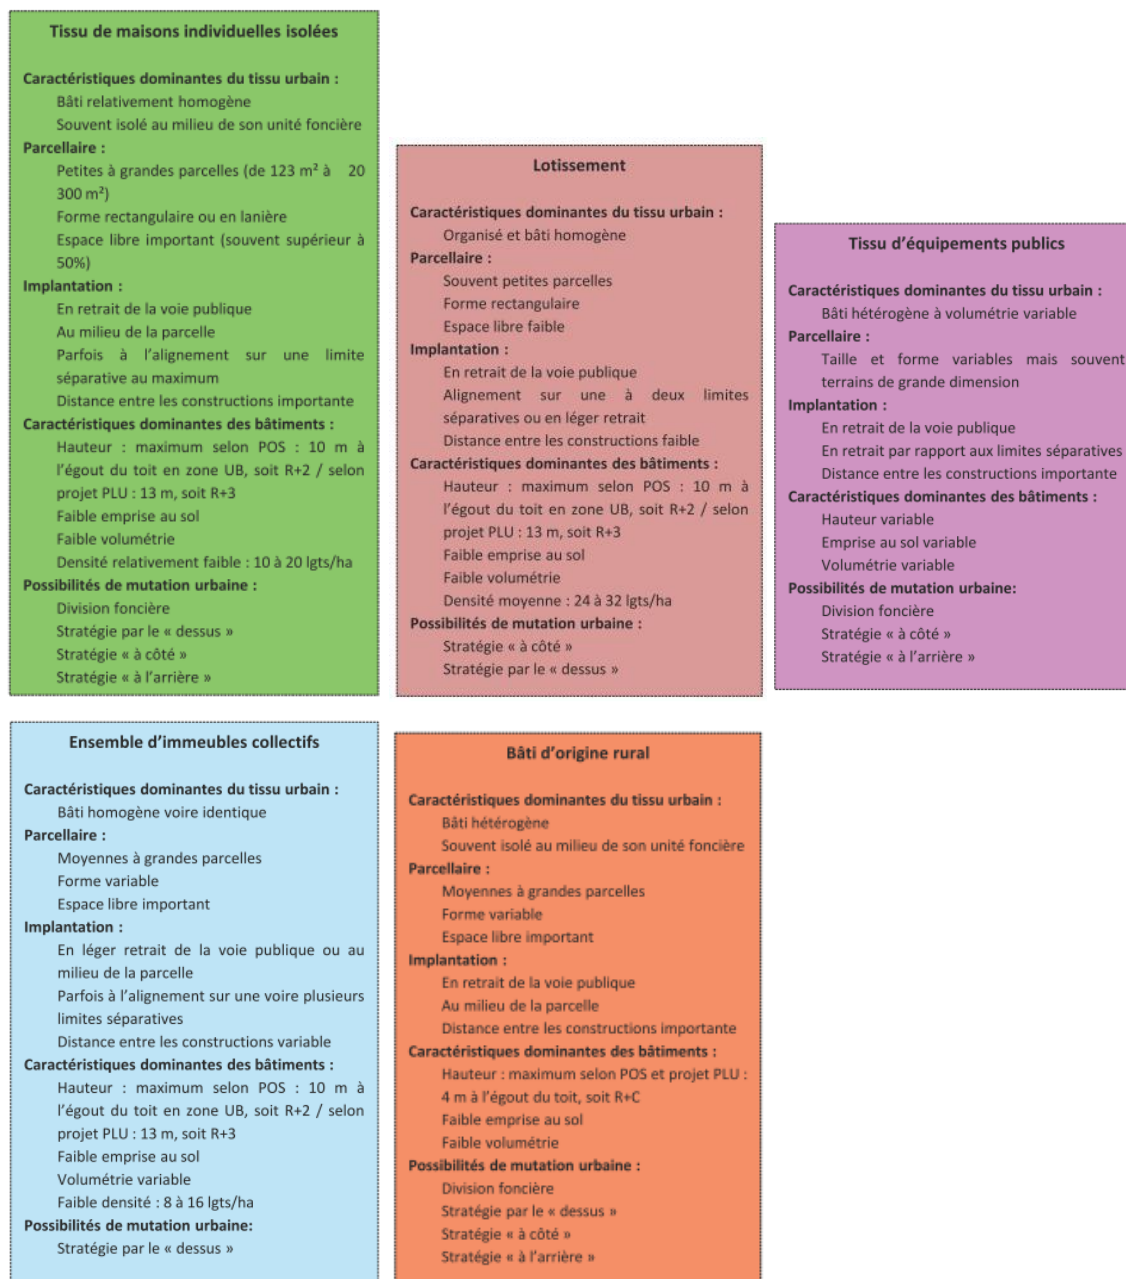 Tissu de maisons individuelles isolées
Caractéristiques dominantes du tissu urbain :
Bâti relativement homogène
Souvent isolé au milieu de son unité foncière
Parcellaire :
Petites à grandes parcelles (de 123 m² à 20
300 m²)
Forme rectangulaire ou en lanière
Espace libre important (souvent supérieur à
50%)
Implantation :
En retrait de la voie publique
Au milieu de la parcelle
Parfois à l'alignement sur une limite
séparative au maximum
Distance entre les constructions importante
Caractéristiques dominantes des bâtiments :
Hauteur : maximum selon POS : 10 m à
l'égout du toit en zone UB, soit R+2 / selon
projet PLU : 13 m, soit R+3
Faible emprise au sol
Faible volumétrie
Densité relativement faible : 10 à 20 lgts/ha
Possibilités de mutation urbaine :
Division foncière
Stratégie par le « dessus »
Stratégie « à côté »
Stratégie « à l'arrière »
Lotissement
Caractéristiques dominantes du tissu urbain :
Organisé et bâti homogène
Parcellaire :
Souvent petites parcelles
Forme rectangulaire
Espace libre faible
Implantation :
En retrait de la voie publique
Alignement sur une à deux limites
séparatives ou en léger retrait
Distance entre les constructions faible
Caractéristiques dominantes des bâtiments :
Hauteur : maximum selon POS : 10 m à
l'égout du toit en zone UB, soit R+2 / selon
projet PLU : 13 m, soit R+3
Faible emprise au sol
Faible volumétrie
Densité moyenne : 24 à 32 lgts/ha
Possibilités de mutation urbaine :
Stratégie « à côté »
Stratégie par le « dessus »
Tissu d'équipements publics
Caractéristiques dominantes du tissu urbain :
Bâti hétérogène à volumétrie variable
Parcellaire :
Taille et forme variables mais souvent
terrains de grande dimension
Implantation :
En retrait de la voie publique
En retrait par rapport aux limites séparatives
Distance entre les constructions importante
Caractéristiques dominantes des bâtiments :
Hauteur variable
Emprise au sol variable
Volumétrie variable
Possibilités de mutation urbaine:
Division foncière
Stratégie « à côté »
Stratégie « à l'arrière »
Ensemble d'immeubles collectifs
Caractéristiques dominantes du tissu urbain :
Bâti homogène voire identique
Parcellaire :
Moyennes à grandes parcelles
Forme variable
Espace libre important
Implantation :
En léger retrait de la voie publique ou au
milieu de la parcelle
Parfois à l'alignement sur une voire plusieurs
limites séparatives
Distance entre les constructions variable
Caractéristiques dominantes des bâtiments :
Hauteur : maximum selon POS : 10 m à
l'égout du toit en zone UB, soit R+2 / selon
projet PLU : 13 m, soit R+3
Faible emprise au sol
Volumétrie variable
Faible densité : 8 à 16 lgts/ha
Possibilités de mutation urbaine:
Stratégie par le « dessus »
Bâti d'origine rural
Caractéristiques dominantes du tissu urbain :
Bâti hétérogène
Souvent isolé au milieu de son unité foncière
Parcellaire :
Moyennes à grandes parcelles
Forme variable
Espace libre important
Implantation :
En retrait de la voie publique
Au milieu de la parcelle
Distance entre les constructions importante
Caractéristiques dominantes des bâtiments :
Hauteur : maximum selon POS et projet PLU :
4 m à l'égout du toit, soit R+C
Faible emprise au sol
Faible volumétrie
Possibilités de mutation urbaine :
Division foncière
Stratégie par le « dessus »
Stratégie « à côté »
Stratégie « à l'arrière »